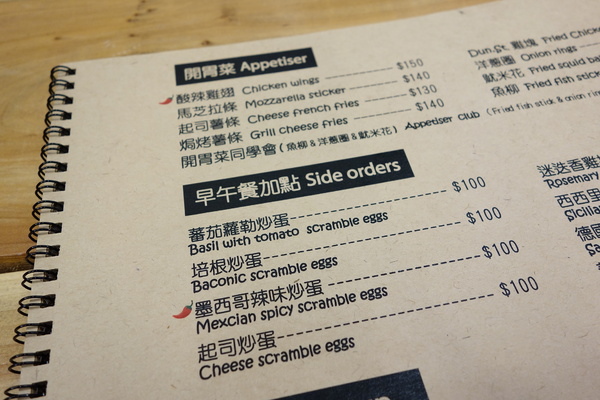 開胃菜 Appetiser
酸辣雞翅 Chicken wings $150
馬芝拉條 Mozzarella sticker $140
起司薯條 Cheese french fries $130
焗烤薯條 Grill cheese fries $140
開胃菜同學會(魚柳&洋蔥圈&魷米花) Appetiser club (Fried fish stick & onion
雞塊 Fried
洋蔥圈 Onion rings
魷米花 Fried squid
魚柳 Fried fish
早午餐加點 Side orders
蕃茄蘿勒炒蛋 $100
Basil with tomato scramble eggs
培根炒蛋 $100
Baconic scramble eggs
墨西哥辣味炒蛋 $100
Mexcian spicy scramble eggs
起司炒蛋 $100
Cheese scramble eggs
迷迭香雞
Rosemary
西西里
德國